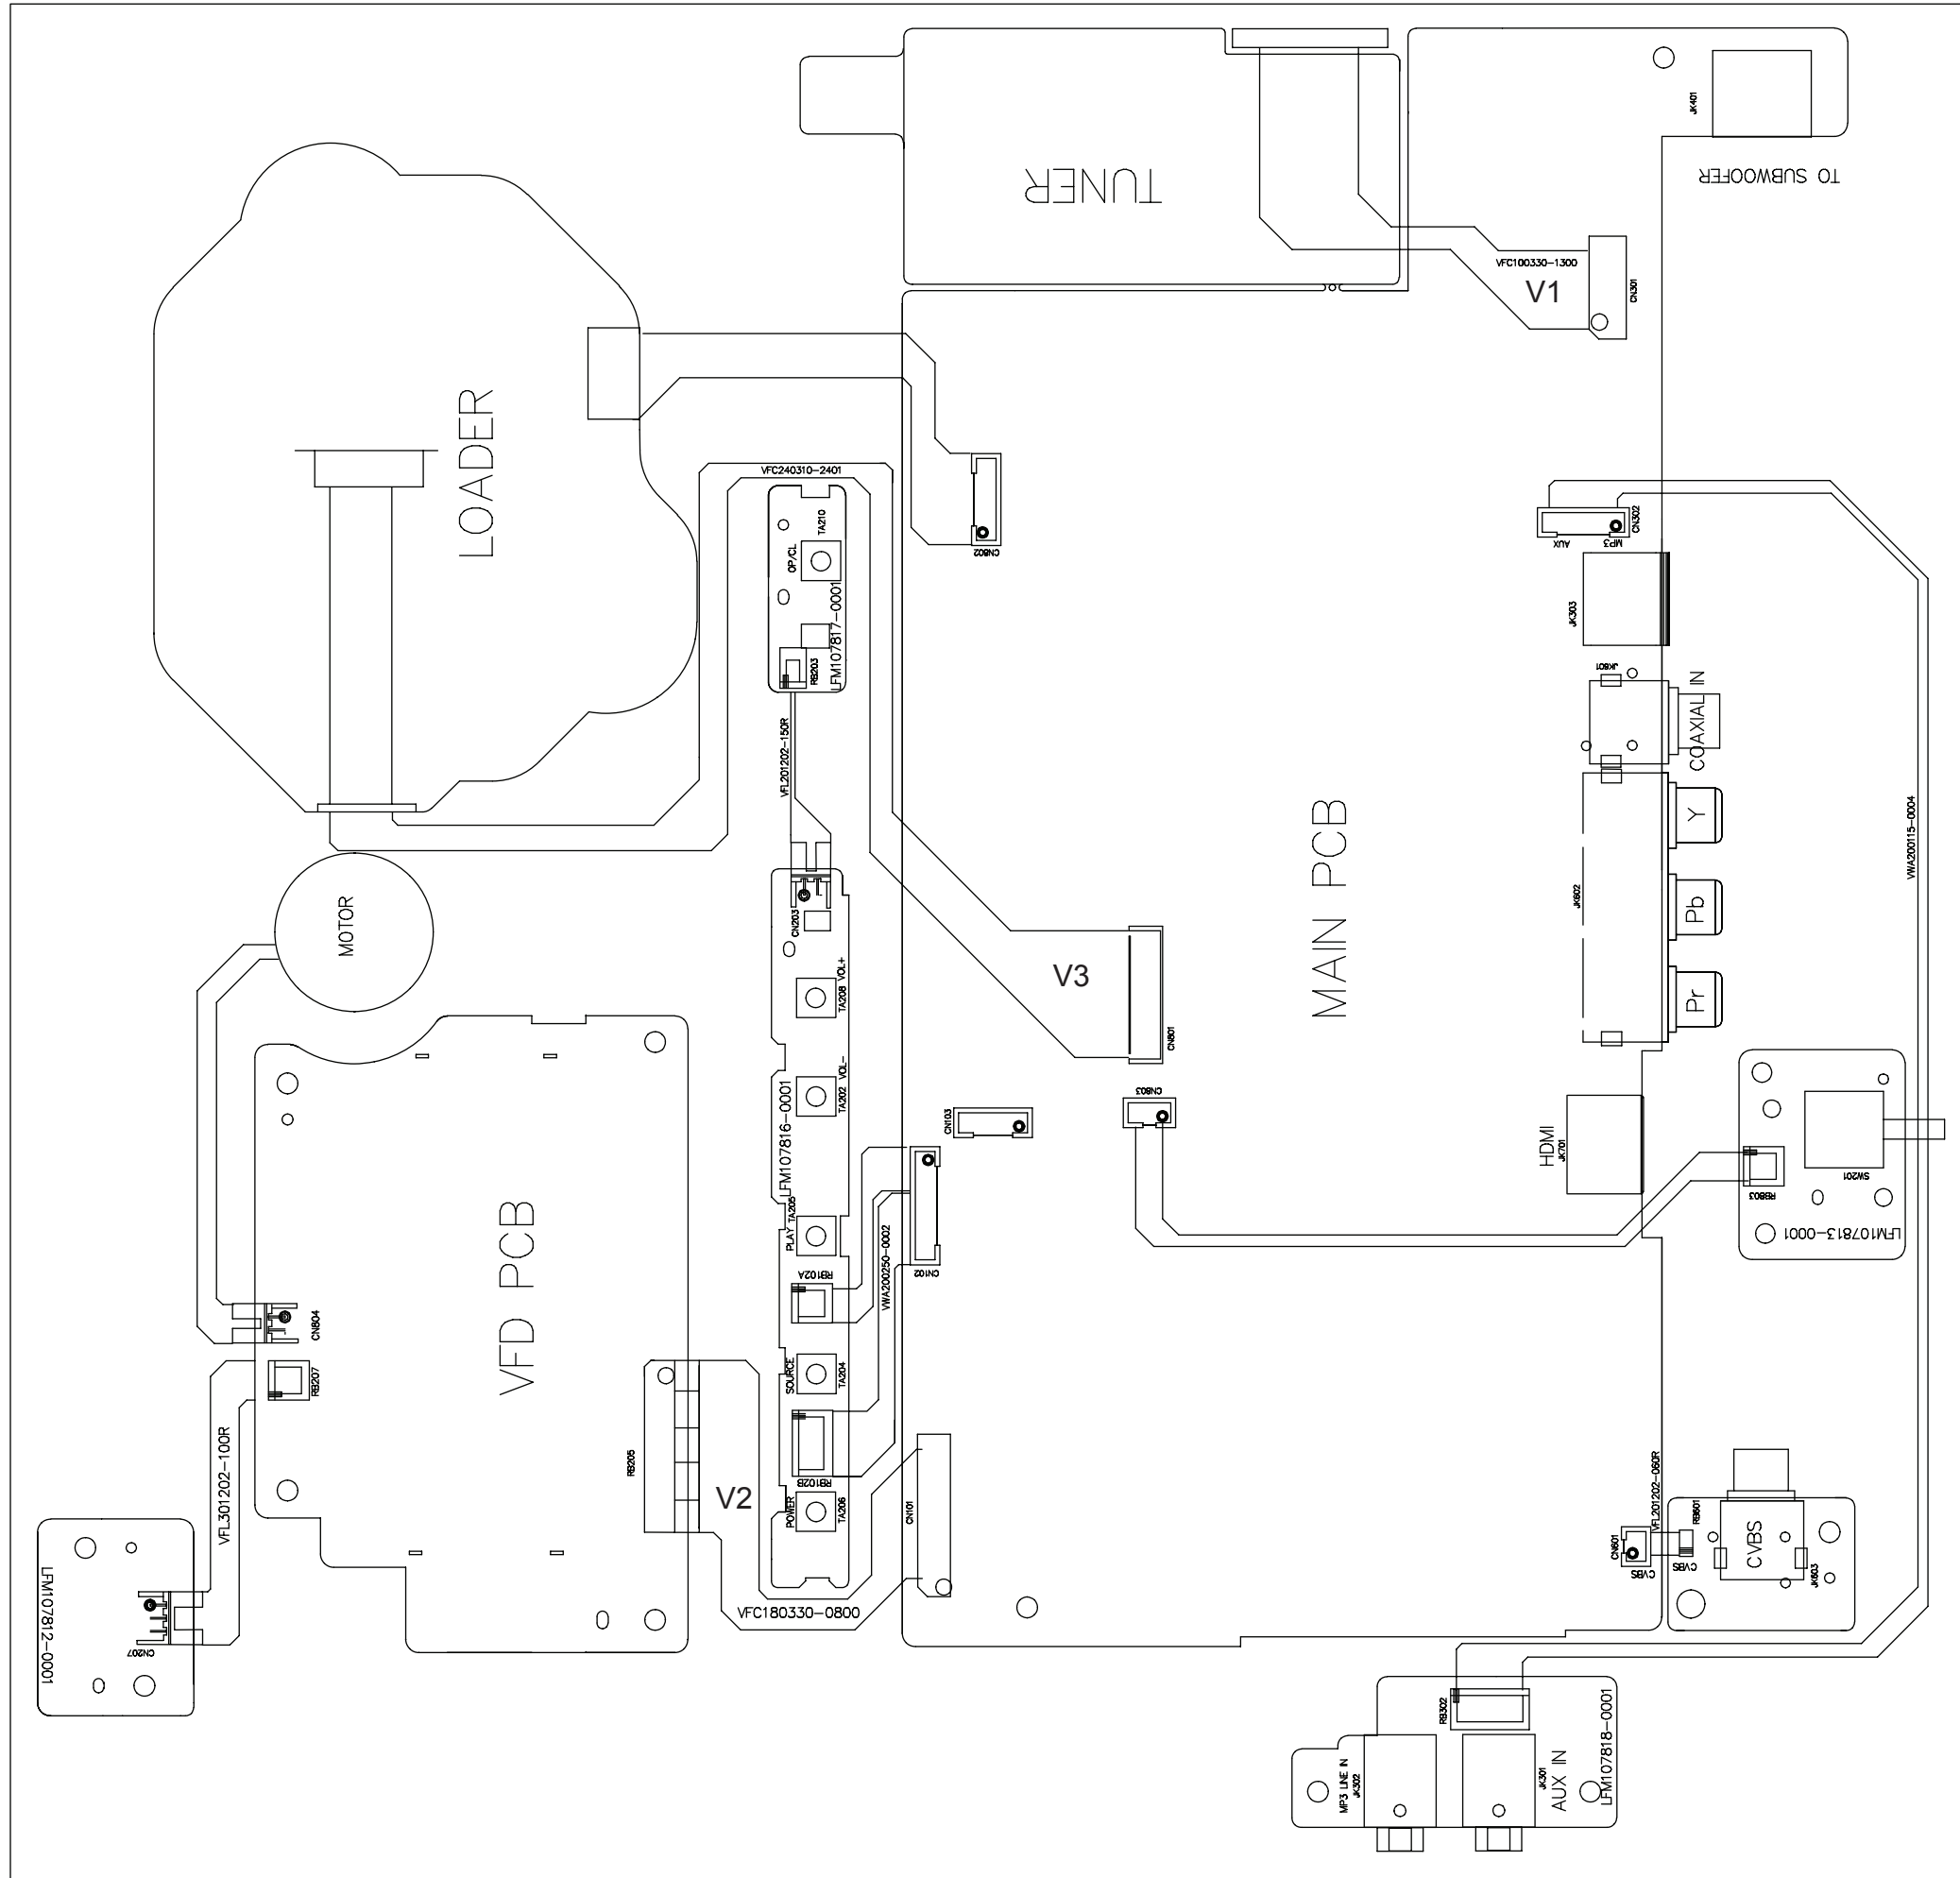 JK401
TO SUBWOOFER
TUNER
VFC100330-1300
V1
CN301
LOADER
VFC240310-2401
TA210
OP/CL
LFM107817-0001
RB203
CN802
CN302
AUX
MP3
JK303
JK601
COAXIAL IN
VFL201202-150R
MAIN PCB
Y
Pb
Pr
JK602
VWA200115-0004
MOTOR
CN203
VOL+
TA208
V3
CN801
VOL-
TA202
LFM107816-0001
CN103
CN803
HDMI
JK701
SW201
RB803
LFM107813-0001
VFD PCB
PLAY
TA205
RB102A
VWA200250-0002
CN102
CN804
RB207
SOURCE
TA204
VFL301202-100R
RB205
V2
RB102B
POWER
TA206
CN101
VFC180330-0800
VFL201202-060R
RB601
CN601
CVBS
CVBS
CVBS
JK603
LFM107812-0001
CN207
RB302
LFM107818-0001
MP3 LINE IN
JK302
JK301
AUX IN